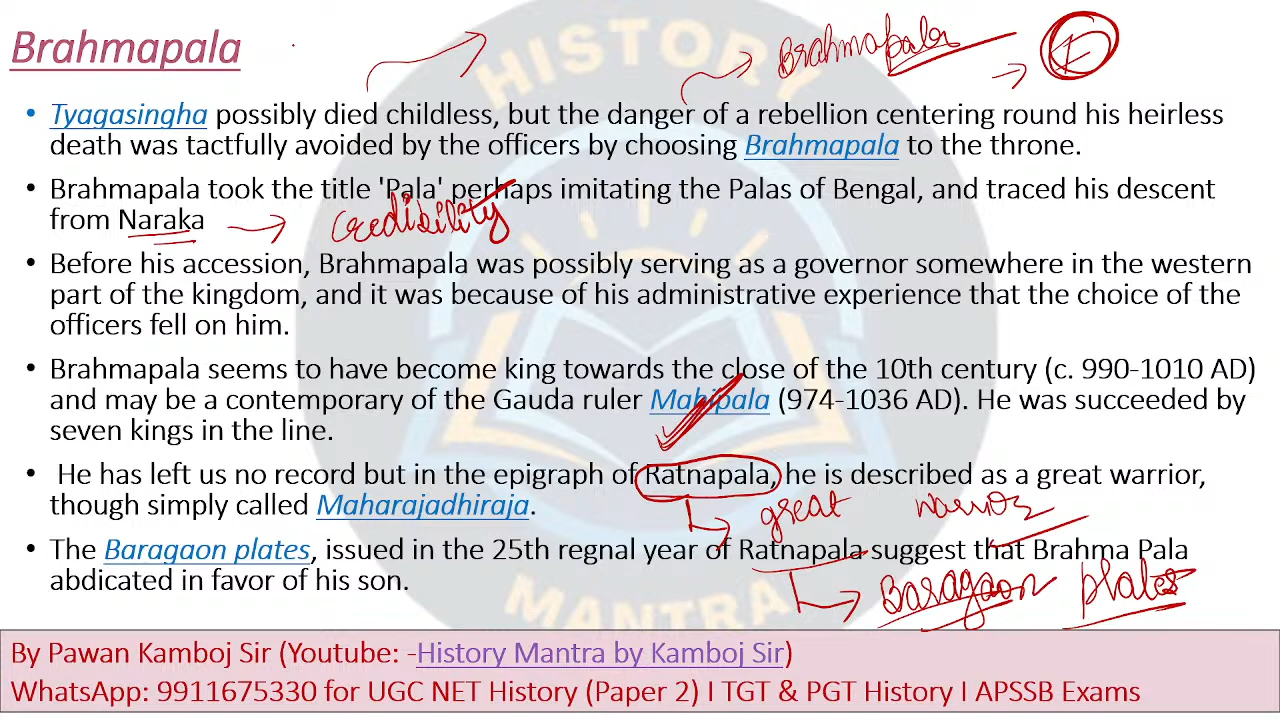 HISTORY
Brahmapala
Brahmapala
• Tyagasingha possibly died childless, but the danger of a rebellion centering round his heirless
death was tactfully avoided by the officers by choosing Brahmapala to the throne.
• Brahmapala took the title 'Pala' perhaps imitating the Palas of Bengal, and traced his descent
from Naraka
credibility
• Before his accession, Brahmapala was possibly serving as a governor somewhere in the western
part of the kingdom, and it was because of his administrative experience that the choice of the
officers fell on him.
• Brahmapala seems to have become king towards the close of the 10th century (c. 990-1010 AD)
and may be a contemporary of the Gauda ruler Mahipala (974-1036 AD). He was succeeded by
seven kings in the line.
• He has left us no record but in the epigraph of Ratnapala, he is described as a great warrior,
though simply called Maharajadhiraja.
great warrior
• The Baragaon plates, issued in the 25th regnal year of Ratnapala suggest that Brahma Pala
abdicated in favor of his son.
Baragaon plates
MANTRA
By Pawan Kamboj Sir (Youtube: -History Mantra by Kamboj Sir)
WhatsApp: 9911675330 for UGC NET History (Paper 2) I TGT & PGT History I APSSB Exams